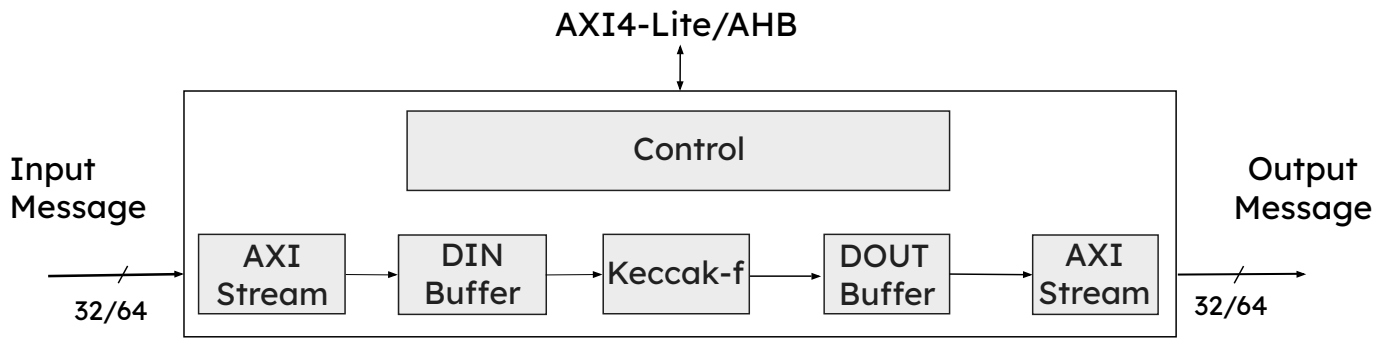 AXI4-Lite/AHB
Control
Input
Message
Output
Message
AXI
Stream
DIN
Buffer
Keccak-f
DOUT
Buffer
AXI
Stream
32/64
32/64